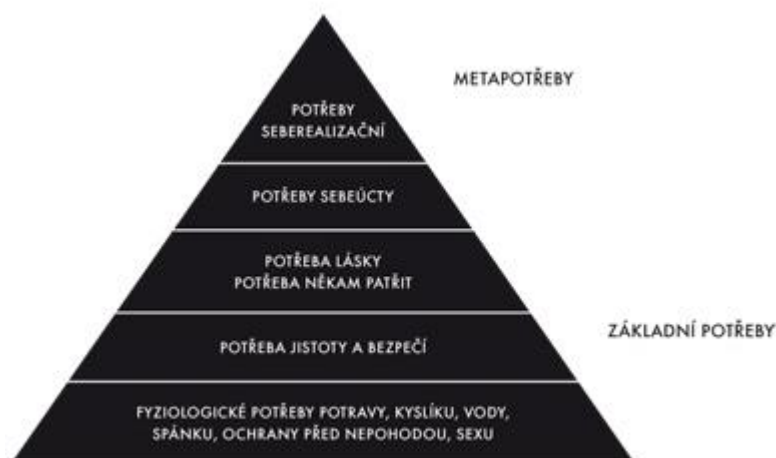 METAPOTŘEBY
POTŘEBY
SEBEREALIZAČNÍ
POTŘEBY SEBEÚCTY
POTŘEBA LÁSKY
POTŘEBA NĚKAM PATŘIT
ZÁKLADNÍ POTŘEBY
POTŘEBA JISTOTY A BEZPEČÍ
FYZIOLOGICKÉ POTŘEBY POTRAVY, KYSLÍKU, VODY,
SPÁNKU, OCHRANY PŘED NEPOHODOU, SEXU